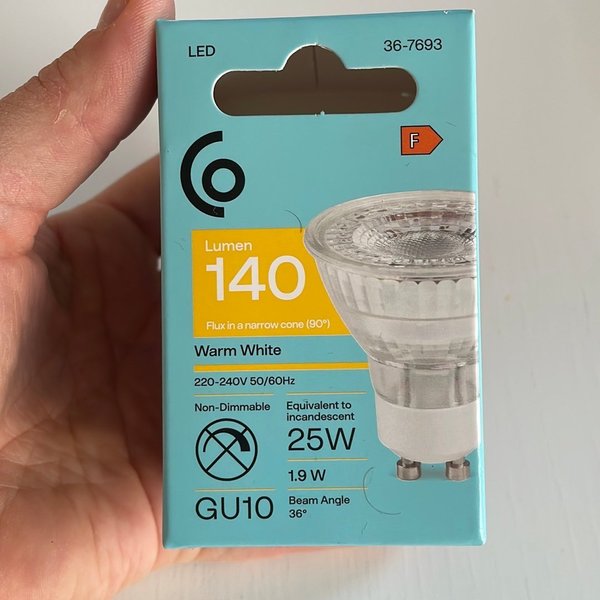 LED
36-7693
F
Co
Lumen
140
Flux in a narrow cone (90°)
Warm White
220-240V 50/60Hz
Non-Dimmable
Equivalent to
incandescent
25W
1.9 W
GU10
Beam Angle
36°